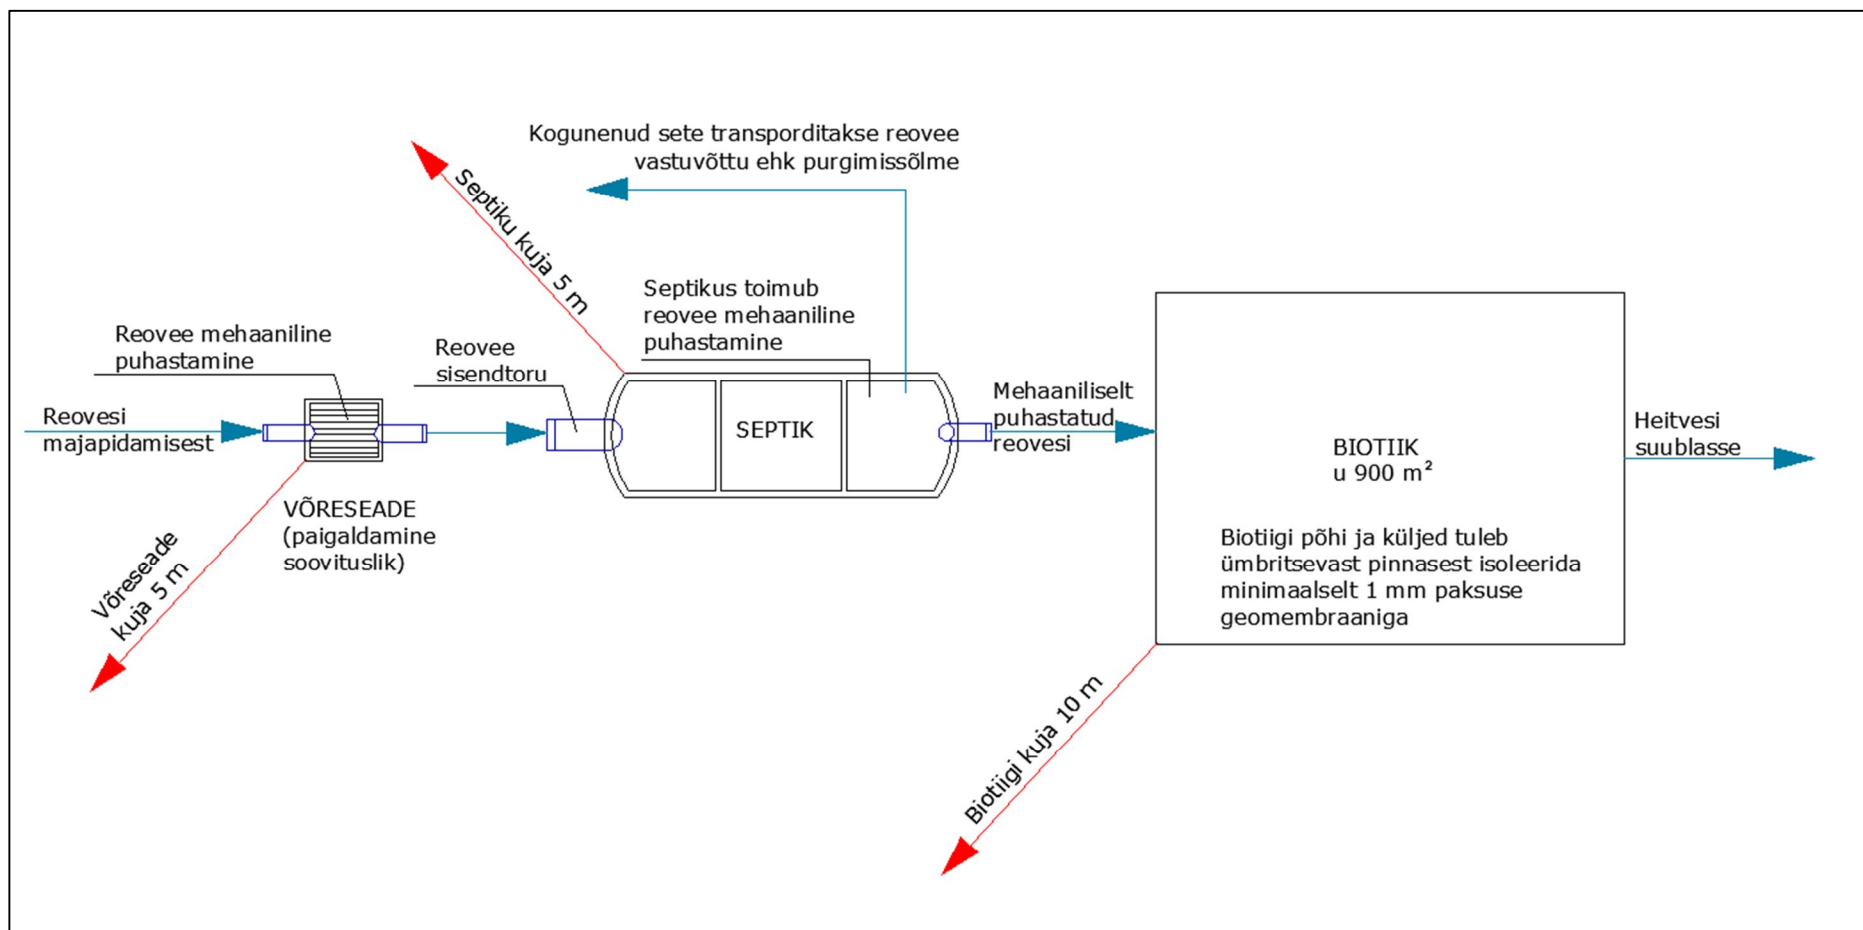 Kogunenud sete transporditakse reovee
vastuvõttu ehk purgimissõlme
Septiku kuja 5 m
Septikus toimub
reovee mehaaniline
puhastamine
Reovee mehaaniline
puhastamine
Reovee
sisendtoru
Reovesi
majapidamisest
SEPTIK
Mehaaniliselt
puhastatud
reovesi
BIOTIIK
u 900 m²
Heitvesi
suublasse
VÕRESEADE
(paigaldamine
soovituslik)
Võreseade
kuja 5 m
Biotiigi põhi ja küljed tuleb
ümbritsevast pinnasest isoleerida
minimaalselt 1 mm paksuse
geomembraaniga
Biotiigi kuja 10 m